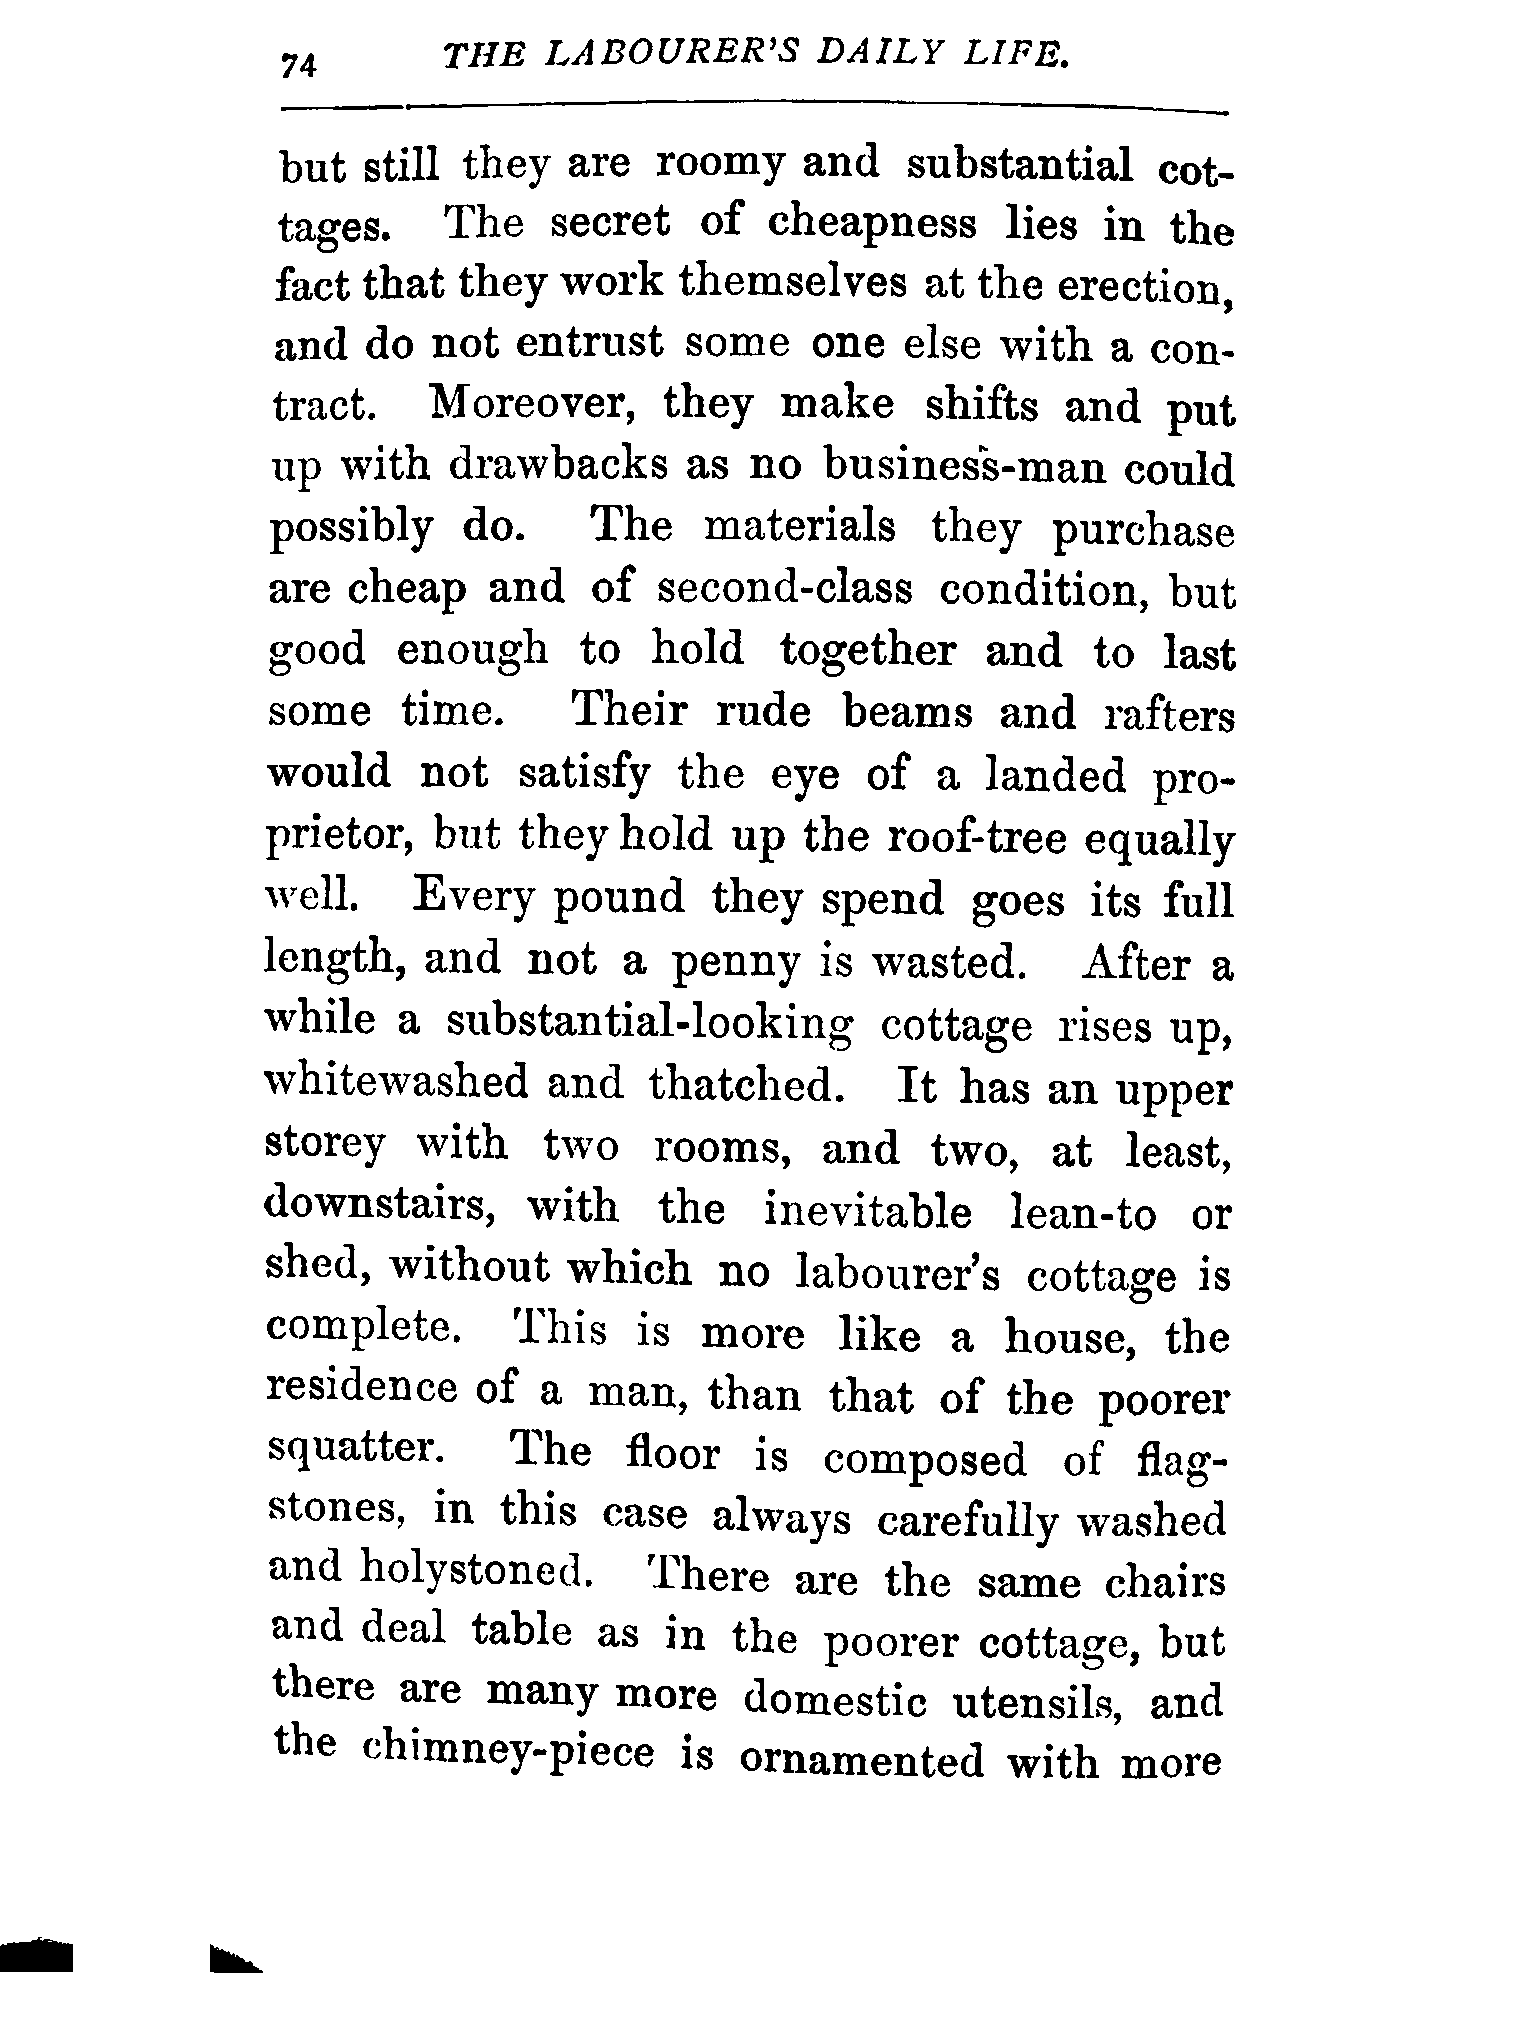 74 THE LABOURER'S DAILY LIFE.
but still they are roomy and substantial cot-
tages. The secret of cheapness lies in the
fact that they work themselves at the erection,
and do not entrust some one else with a con-
tract. Moreover, they make shifts and put
up with drawbacks as no business-man could
possibly do. The materials they purchase
are cheap and of second-class condition, but
good enough to hold together and to last
some time. Their rude beams and rafters
would not satisfy the eye of a landed pro-
prietor, but they hold up the roof-tree equally
well. Every pound they spend goes its full
length, and not a penny is wasted. After a
while a substantial-looking cottage rises up,
whitewashed and thatched. It has an upper
storey with two rooms, and two, at least,
downstairs, with the inevitable lean-to or
shed, without which no labourer's cottage is
complete. This is more like a house, the
residence of a man, than that of the poorer
squatter. The floor is composed of flag-
stones, in this case always carefully washed
and holystoned. There are the same chairs
and deal table as in the poorer cottage, but
there are many more domestic utensils, and
the chimney-piece is ornamented with more